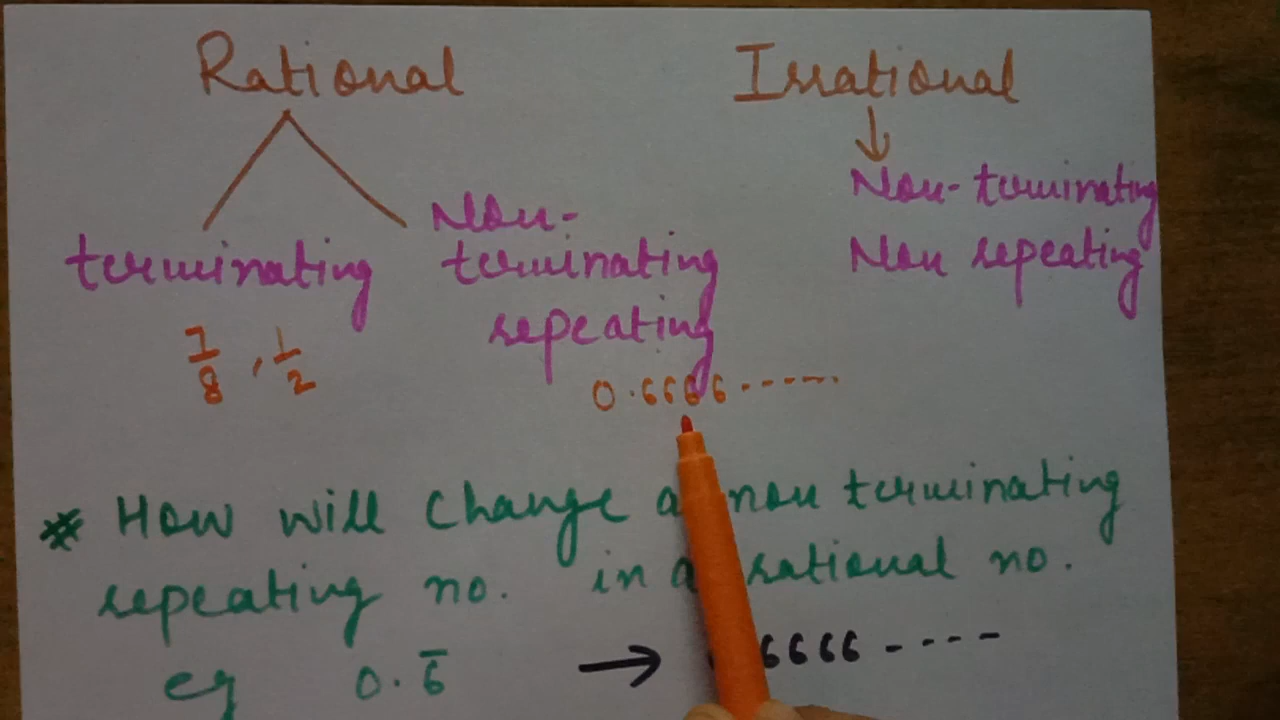 Rational
Irrational
terminating
Non-
terminating
repeating
Non-terminating
Non repeating
7/8, 1/2
0.6666------
* How will change a non terminating
repeating no. in a rational no.
eg 0.6̅ → 6666----